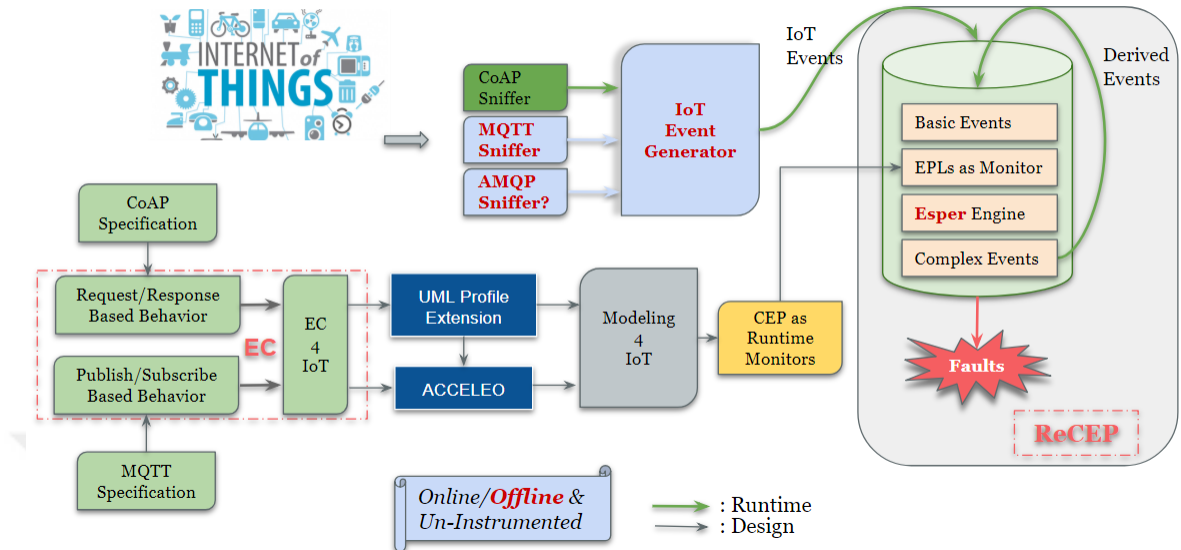 INTERNET of
THINGS
CoAP
Sniffer
MQTT
Sniffer
AMQP
Sniffer?
IoT
Event
Generator
IoT
Events
Derived
Events
Basic Events
EPLs as Monitor
Esper Engine
Complex Events
Faults
ReCEP
CoAP
Specification
Request/Response
Based Behavior
EC
Publish/Subscribe
Based Behavior
MQTT
Specification
EC
4
IoT
UML Profile
Extension
ACCELEO
Modeling
4
IoT
CEP as
Runtime
Monitors
Online/Offline &
Un-Instrumented
: Runtime
: Design